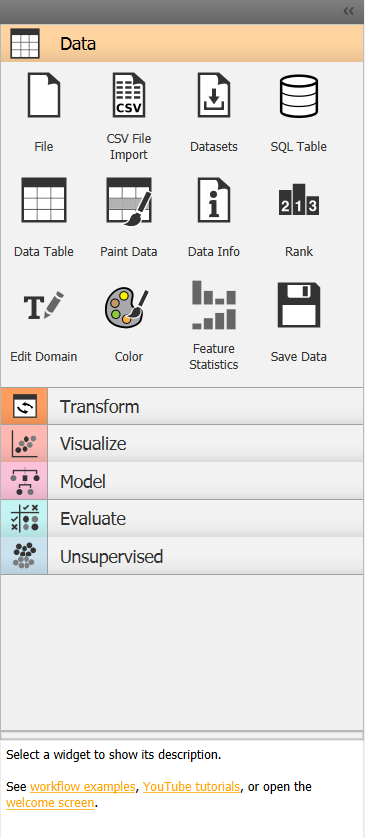 Data
File
CSV File
Import
Datasets
SQL Table
Data Table
Paint Data
Data Info
Rank
Edit Domain
Color
Feature
Statistics
Save Data
Transform
Visualize
Model
Evaluate
Unsupervised
Select a widget to show its description.
See workflow examples, YouTube tutorials, or open the
welcome screen.